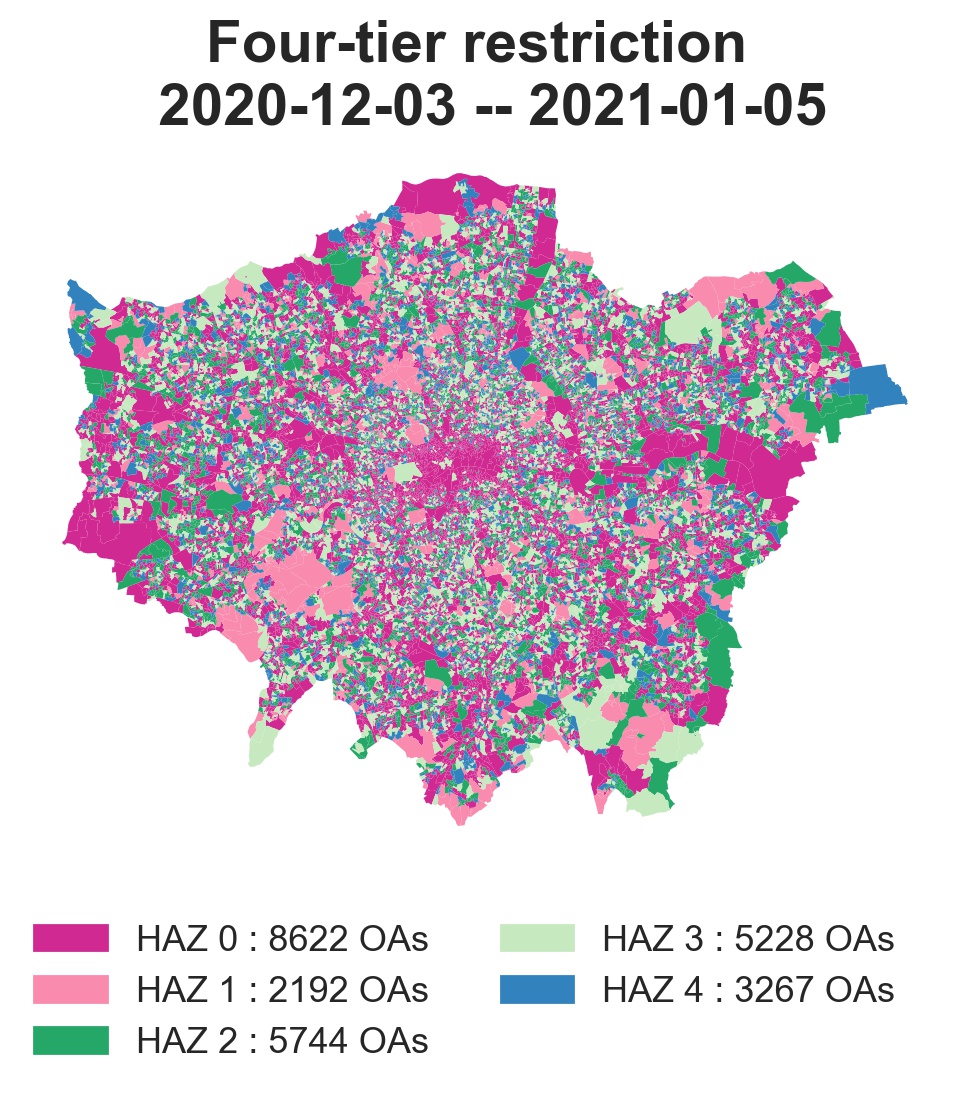 Four-tier restriction
2020-12-03 -- 2021-01-05
HAZ 0 : 8622 OAs
HAZ 1 : 2192 OAs
HAZ 2 : 5744 OAs
HAZ 3 : 5228 OAs
HAZ 4 : 3267 OAs